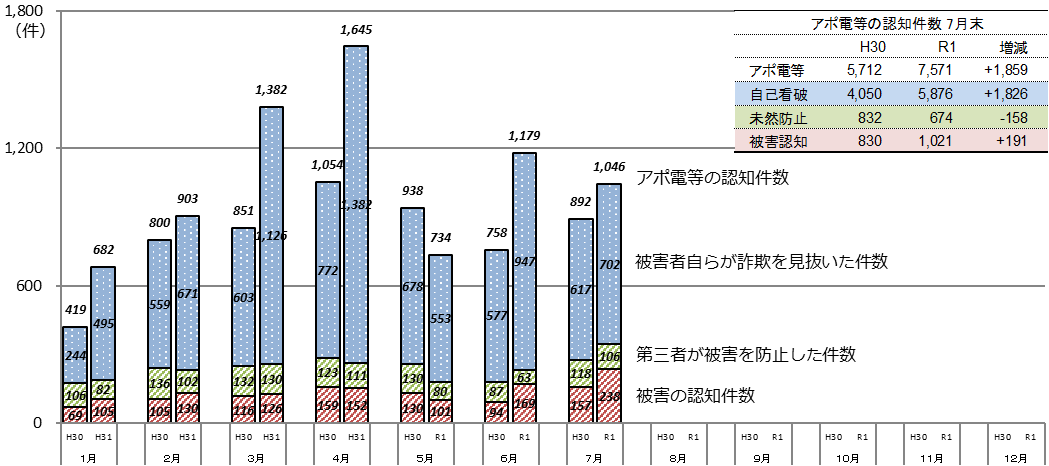 1,800
(件)
1,200
600
0
アポ電等の認知件数 7月末
H30 R1 増減
アポ電等 5,712 7,571 +1,859
自己看破 4,050 5,876 +1,826
未然防止 832 674 -158
被害認知 830 1,021 +191
419 682 800 903 851 1,382 1,054 1,645 938 734 758 1,179 892 1,046
アポ電等の認知件数
244 495 559 671 603 1,126 772 1,382 678 553 577 947 617 702
被害者自らが詐欺を見抜いた件数
106 82 136 102 132 130 123 111 130 80 87 63 118 106
第三者が被害を防止した件数
69 105 105 130 116 126 159 152 130 101 94 169 157 238
被害の認知件数
H30 H31 H30 H31 H30 H31 H30 H31 H30 R1 H30 R1 H30 R1 H30 R1 H30 R1 H30 R1 H30 R1 H30 R1
1月 2月 3月 4月 5月 6月 7月 8月 9月 10月 11月 12月